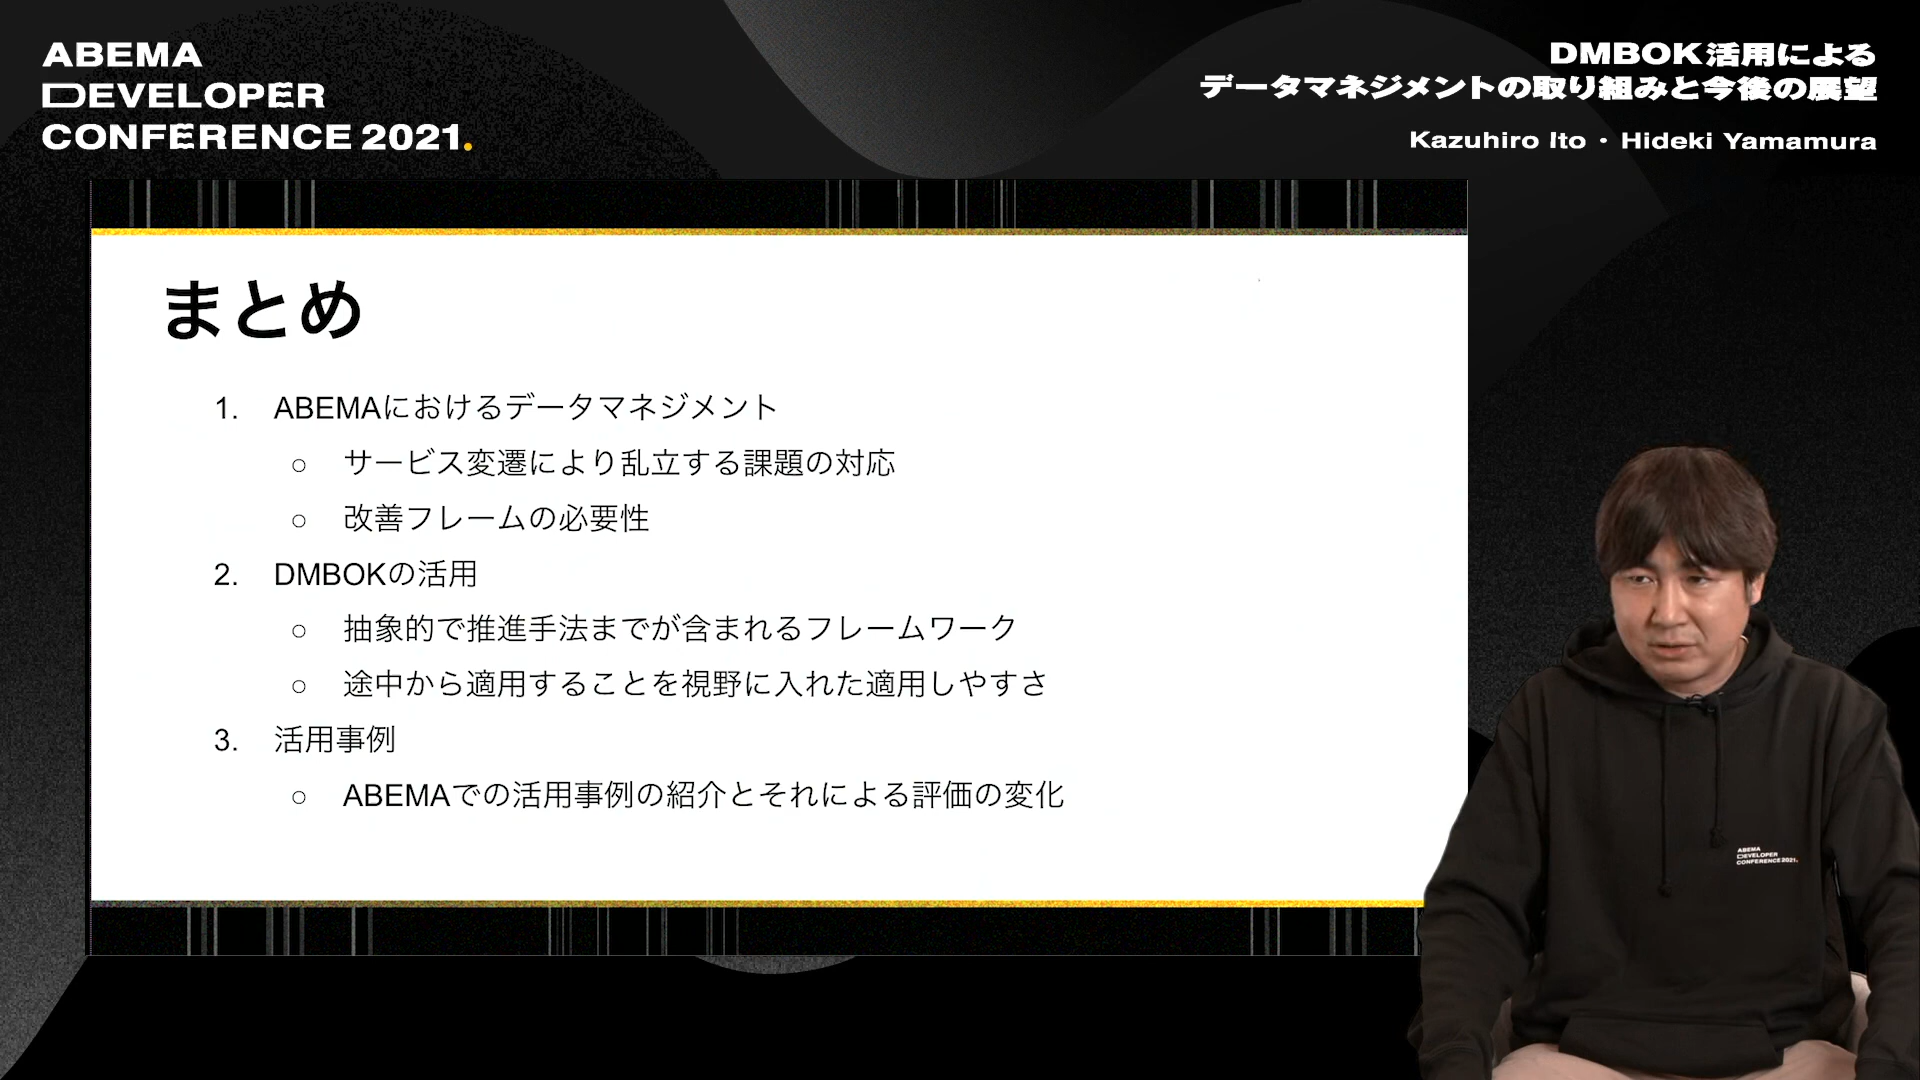 ABEMA
DEVELOPER
CONFERENCE 2021.
DMBOK活用による
データマネジメントの取り組みと今後の展望
Kazuhiro Ito・Hideki Yamamura
まとめ
1. ABEMAにおけるデータマネジメント
○ サービス変遷により乱立する課題の対応
○ 改善フレームの必要性
2. DMBOKの活用
○ 抽象的で推進手法までが含まれるフレームワーク
○ 途中から適用することを視野に入れた適用しやすさ
3. 活用事例
○ ABEMAでの活用事例の紹介とそれによる評価の変化
ABEMA
DEVELOPER
CONFERENCE 2021.